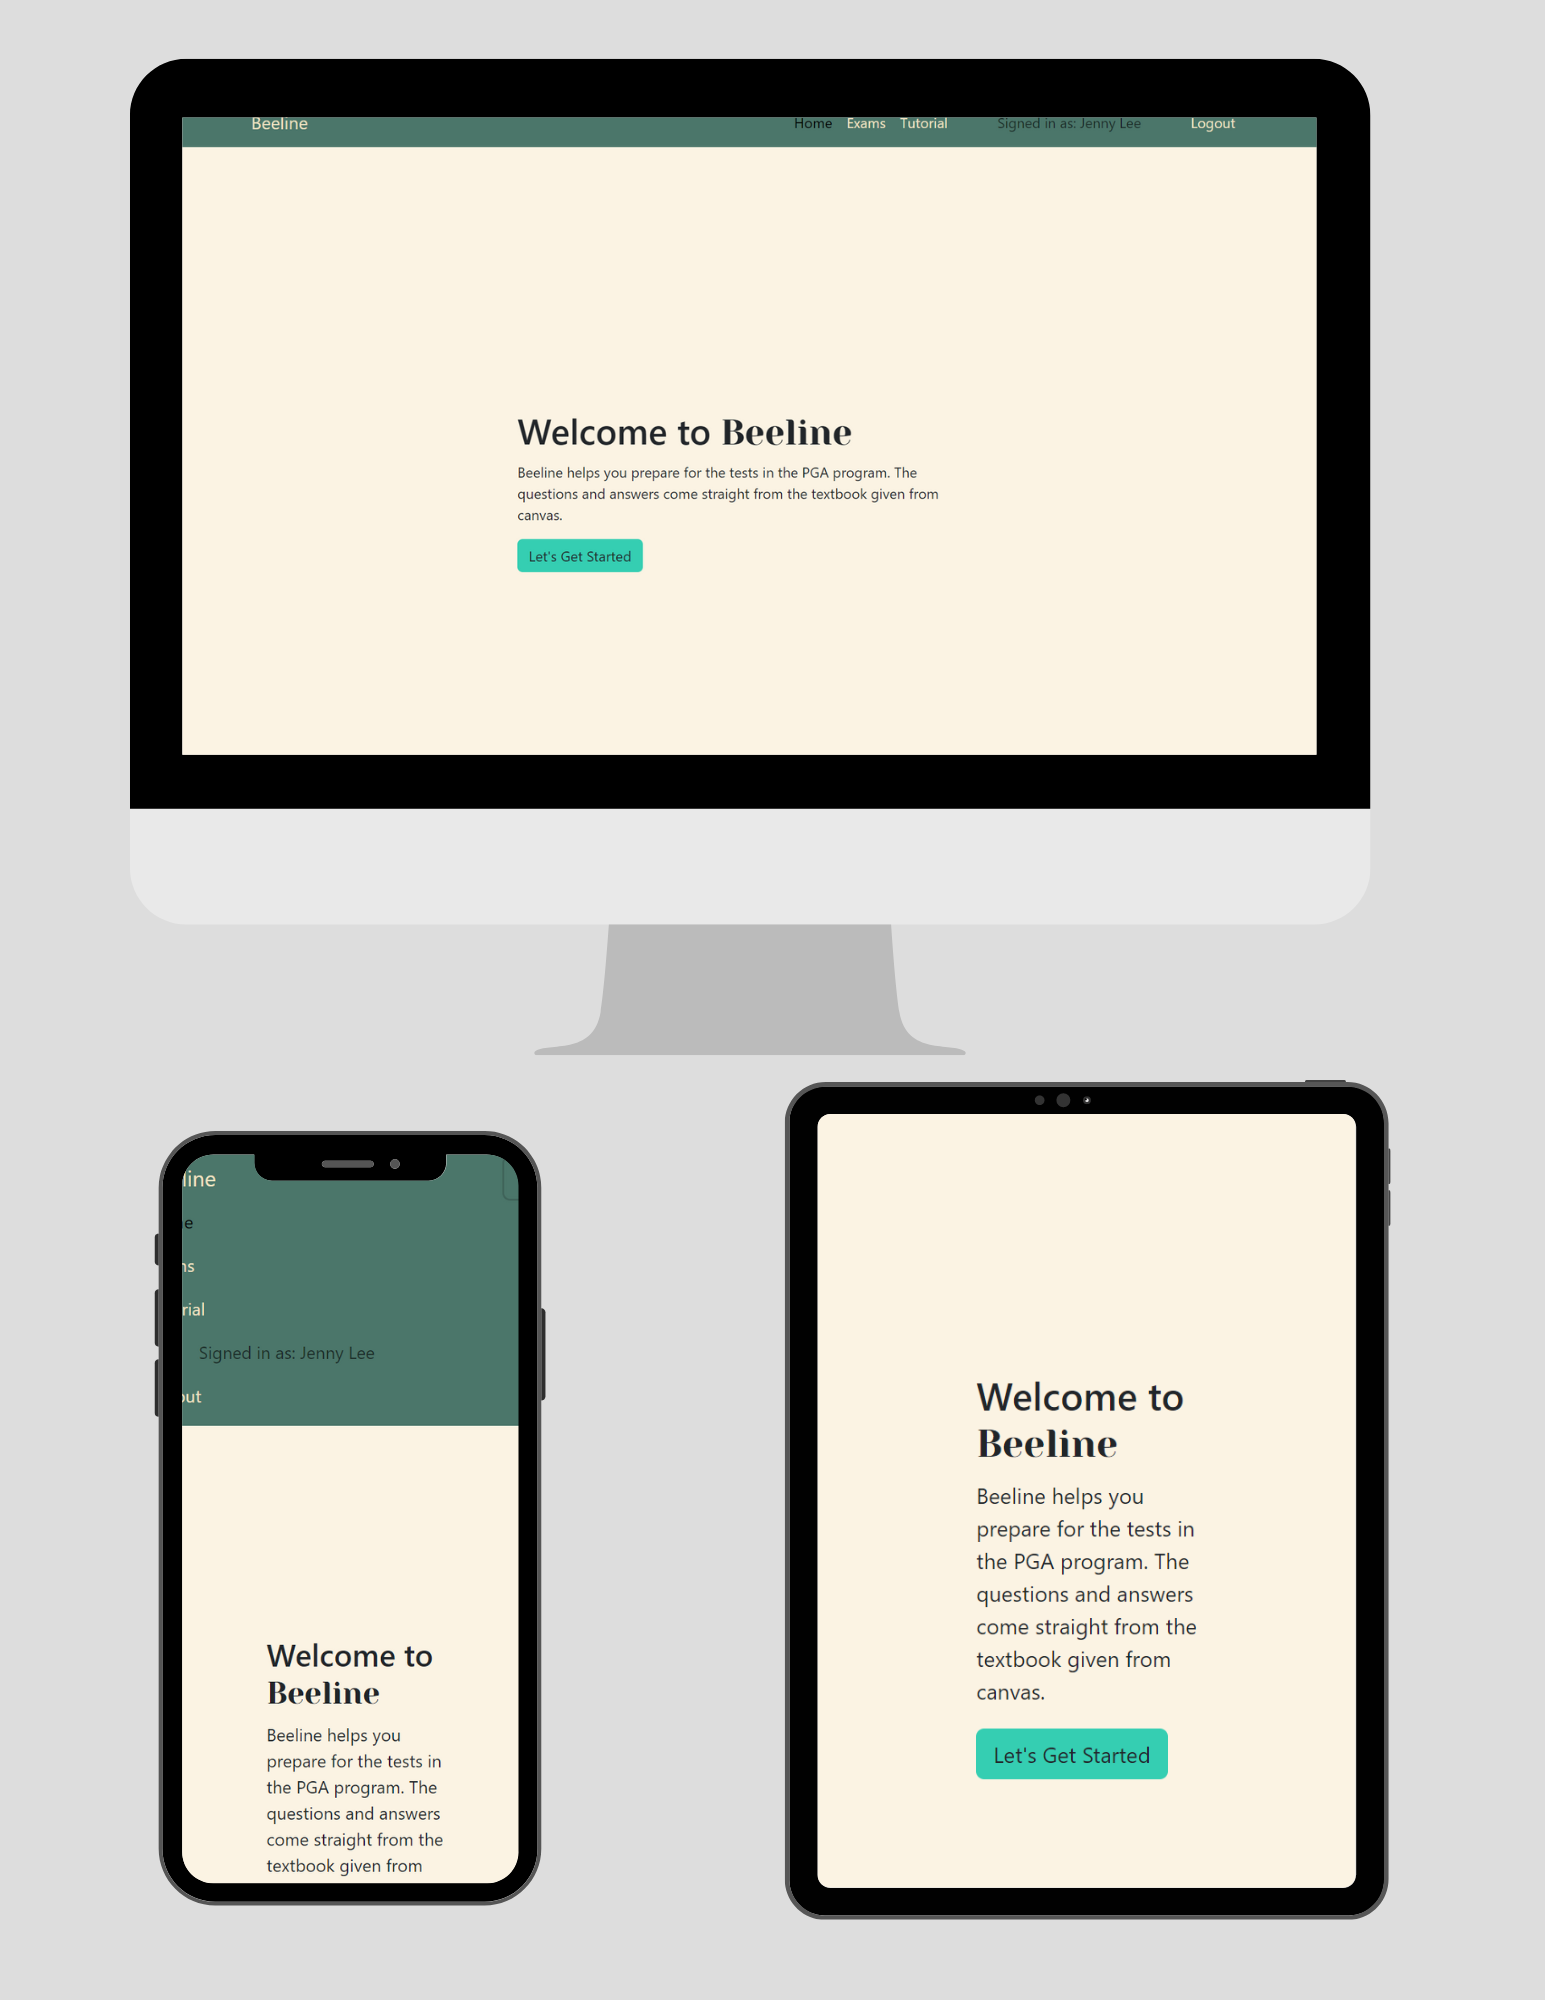 Beeline Home Exams Tutorial Signed in as: Jenny Lee Logout
Welcome to Beeline
Beeline helps you prepare for the tests in the PGA program. The
questions and answers come straight from the textbook given from
canvas.
Let's Get Started
line
e
ns
rial
Signed in as: Jenny Lee
out
Welcome to
Beeline
Beeline helps you
prepare for the tests in
the PGA program. The
questions and answers
come straight from the
textbook given from
Welcome to
Beeline
Beeline helps you
prepare for the tests in
the PGA program. The
questions and answers
come straight from the
textbook given from
canvas.
Let's Get Started